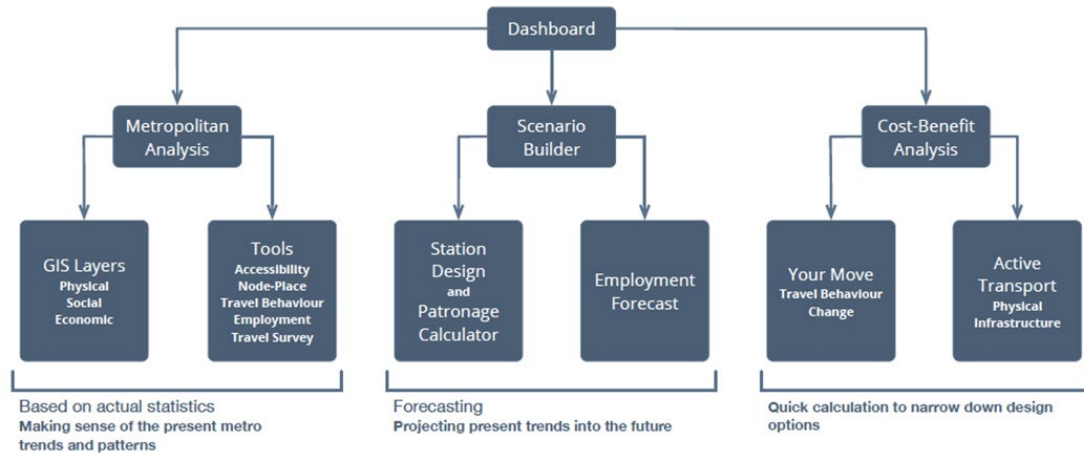 Dashboard
Metropolitan
Analysis
Scenario
Builder
Cost-Benefit
Analysis
GIS Layers
Physical
Social
Economic
Tools
Accessibility
Node-Place
Travel Behaviour
Employment
Travel Survey
Station
Design
and
Patronage
Calculator
Employment
Forecast
Your Move
Travel Behaviour
Change
Active
Transport
Physical
Infrastructure
Based on actual statistics
Making sense of the present metro
trends and patterns
Forecasting
Projecting present trends into the future
Quick calculation to narrow down design
options